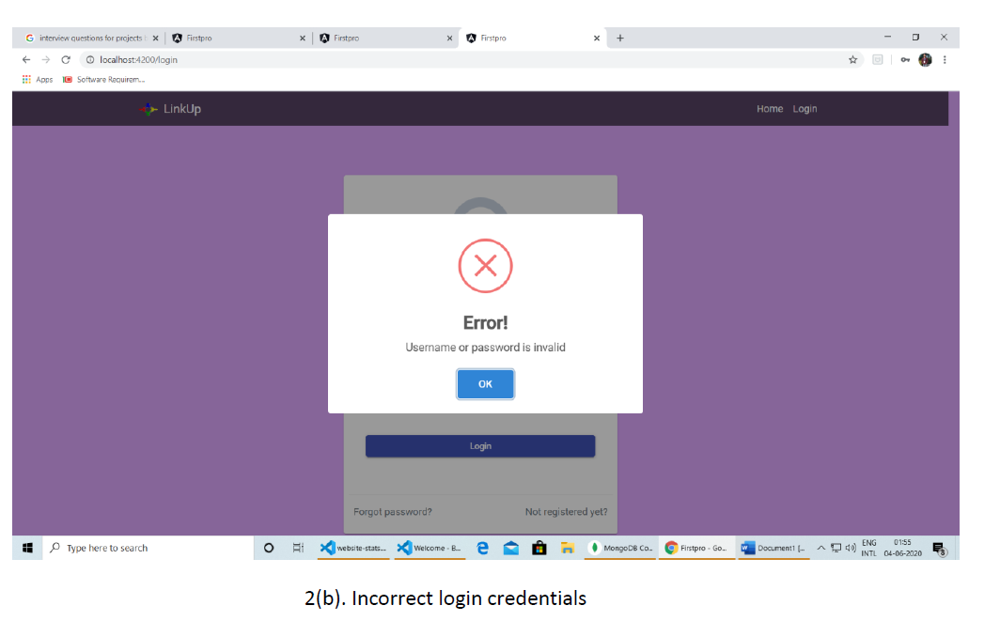 interview questions for projects
Firstpro
Firstpro
Firstpro
localhost:4200/login
Apps
Software Requirem...
LinkUp
Home
Login
Error!
Username or password is invalid
OK
Login
Forgot password?
Not registered yet?
Type here to search
website-stats...
Welcome - B...
MongoDB Co...
Firstpro - Go...
Document1 [...
ENG
INTL
01:55
04-06-2020
3
2(b). Incorrect login credentials